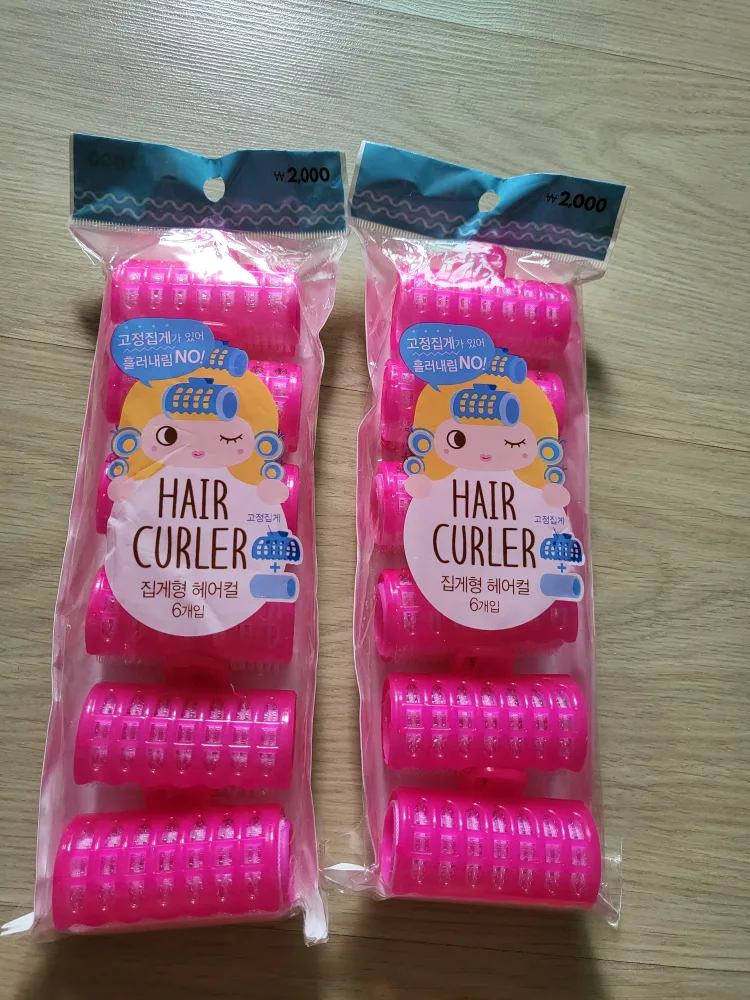 ₩2,000
고정집게가 있어
흘러내림 NO!
HAIR
CURLER
고정집게
집게형 헤어컬
6개입
₩2,000
고정집게가 있어
흘러내림 NO!
HAIR
CURLER
고정집게
집게형 헤어컬
6개입